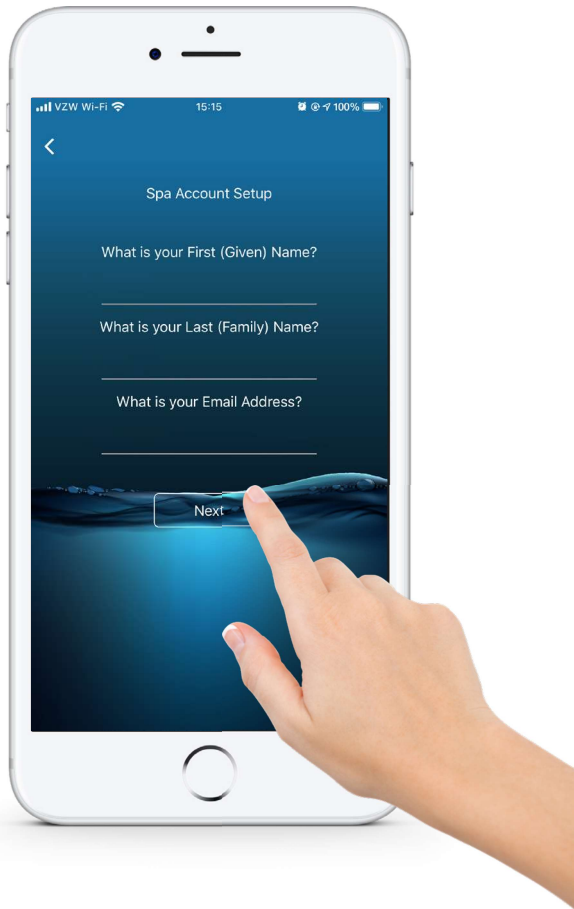 VZW Wi-Fi 15:15 100%
Spa Account Setup
What is your First (Given) Name?
What is your Last (Family) Name?
What is your Email Address?
Next